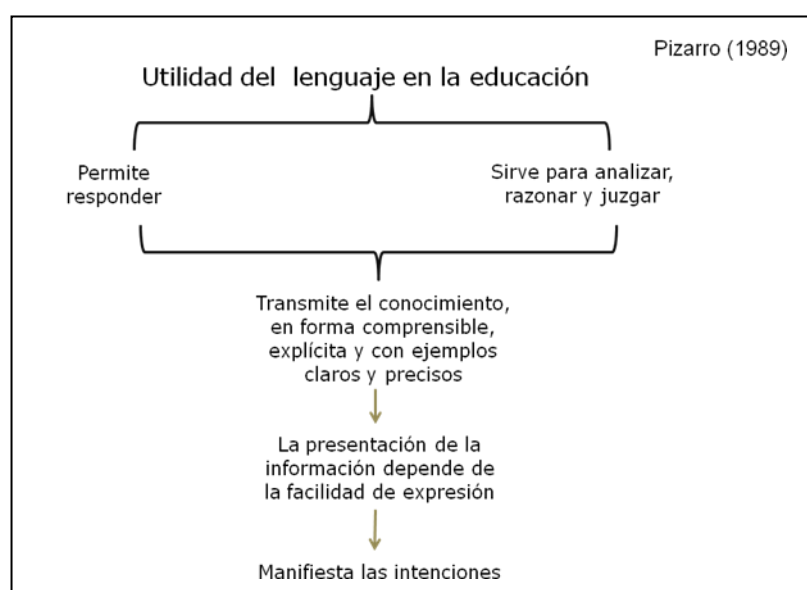 Pizarro (1989)
Utilidad del lenguaje en la educación
Permite
responder
Sirve para analizar,
razonar y juzgar
Transmite el conocimiento,
en forma comprensible,
explícita y con ejemplos
claros y precisos
La presentación de la
información depende de
la facilidad de expresión
Manifiesta las intenciones